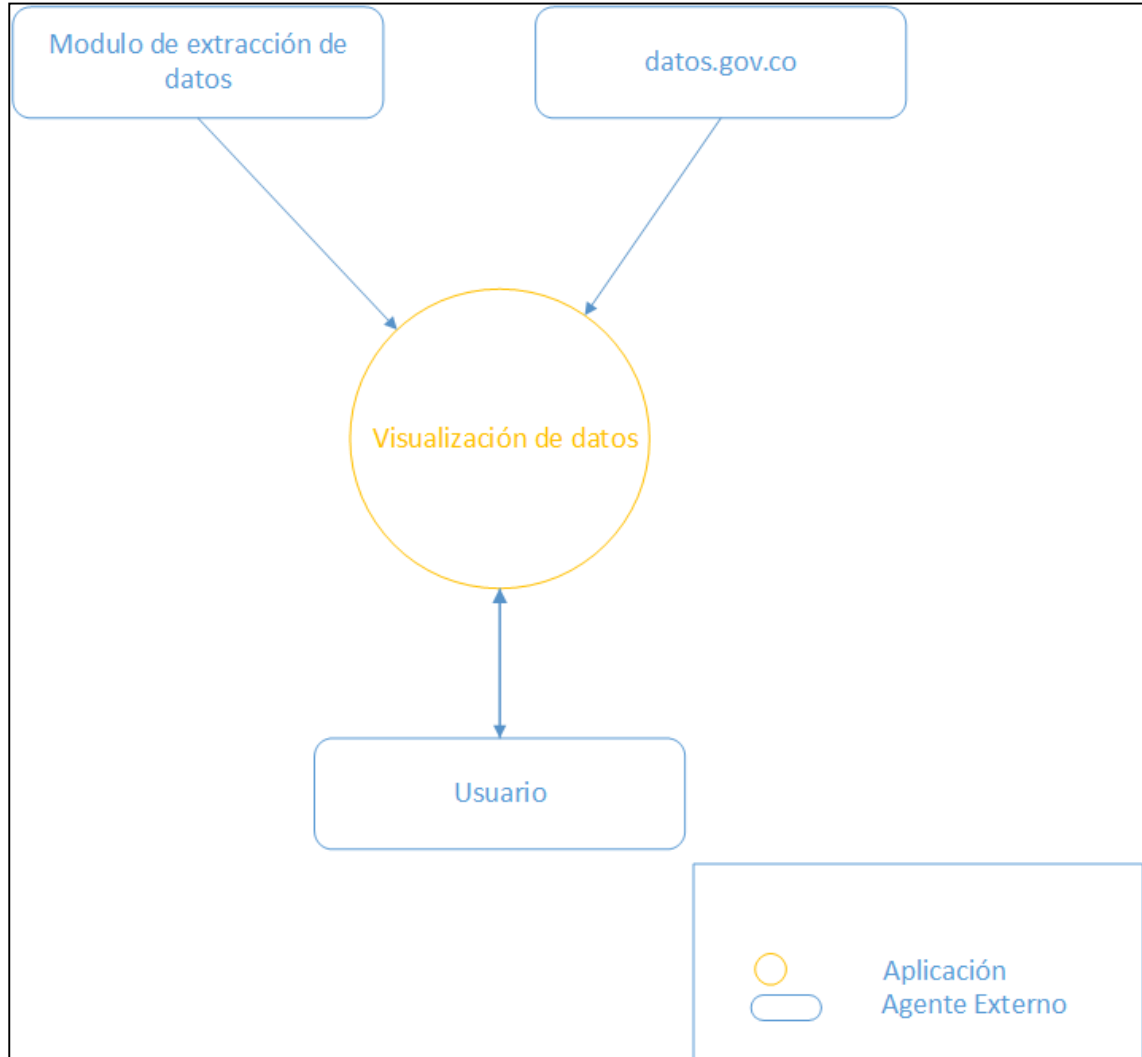 Modulo de extracción de
datos
datos.gov.co
Visualización de datos
Usuario
Aplicación
Agente Externo